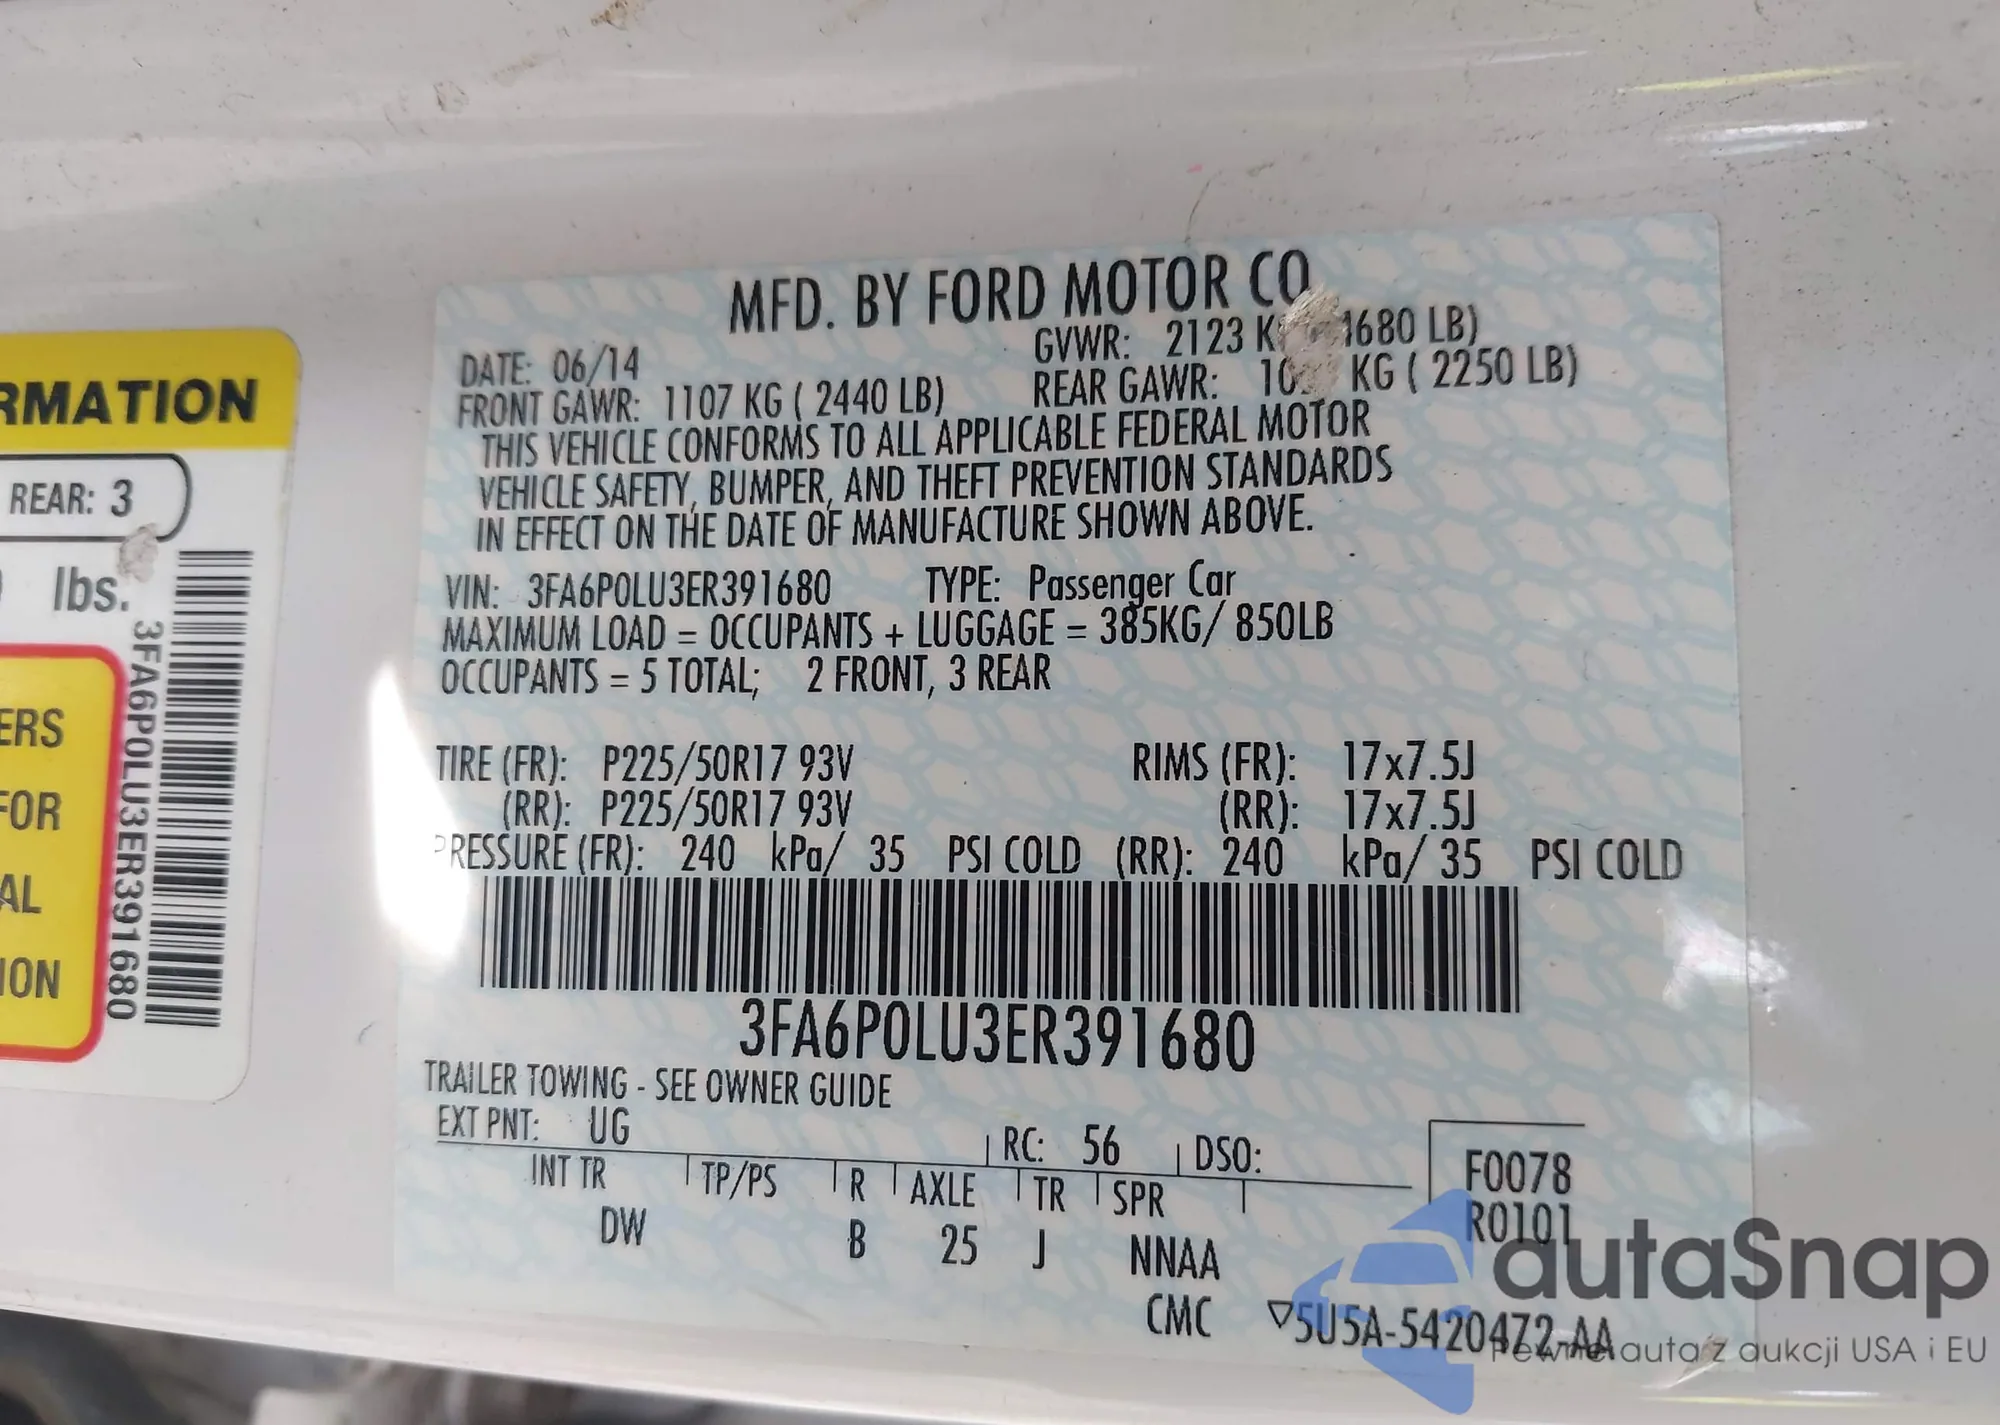 RMATION
REAR: 3
lbs.
ERS
FOR
AL
ION
3FA6P0LU3ER391680
MFD. BY FORD MOTOR CO
DATE: 06/14
GVWR: 2123 1680 LB)
FRONT GAWR: 1107 KG ( 2440 LB)
REAR GAWR: KG ( 2250 LB)
THIS VEHICLE CONFORMS TO ALL APPLICABLE FEDERAL MOTOR
VEHICLE SAFETY, BUMPER, AND THEFT PREVENTION STANDARDS
IN EFFECT ON THE DATE OF MANUFACTURE SHOWN ABOVE.
VIN: 3FA6P0LU3ER391680 TYPE: Passenger Car
MAXIMUM LOAD = OCCUPANTS + LUGGAGE = 385KG/ 850LB
OCCUPANTS = 5 TOTAL; 2 FRONT, 3 REAR
TIRE (FR): P225/50R17 93V RIMS (FR): 17x7.5J
(RR): P225/50R17 93V (RR): 17x7.5J
PRESSURE (FR): 240 kPa/ 35 PSI COLD (RR): 240 kPa/ 35 PSI COLD
3FA6P0LU3ER391680
TRAILER TOWING - SEE OWNER GUIDE
EXT PNT: UG RC: 56 DSO:
INT TR TP/PS R AXLE TR SPR
DW B 25 J NNAA
F0078
R0101
CMC ▽5U5A-5420472-AA
autaSnap
Pewne auta z aukcji USA i EU